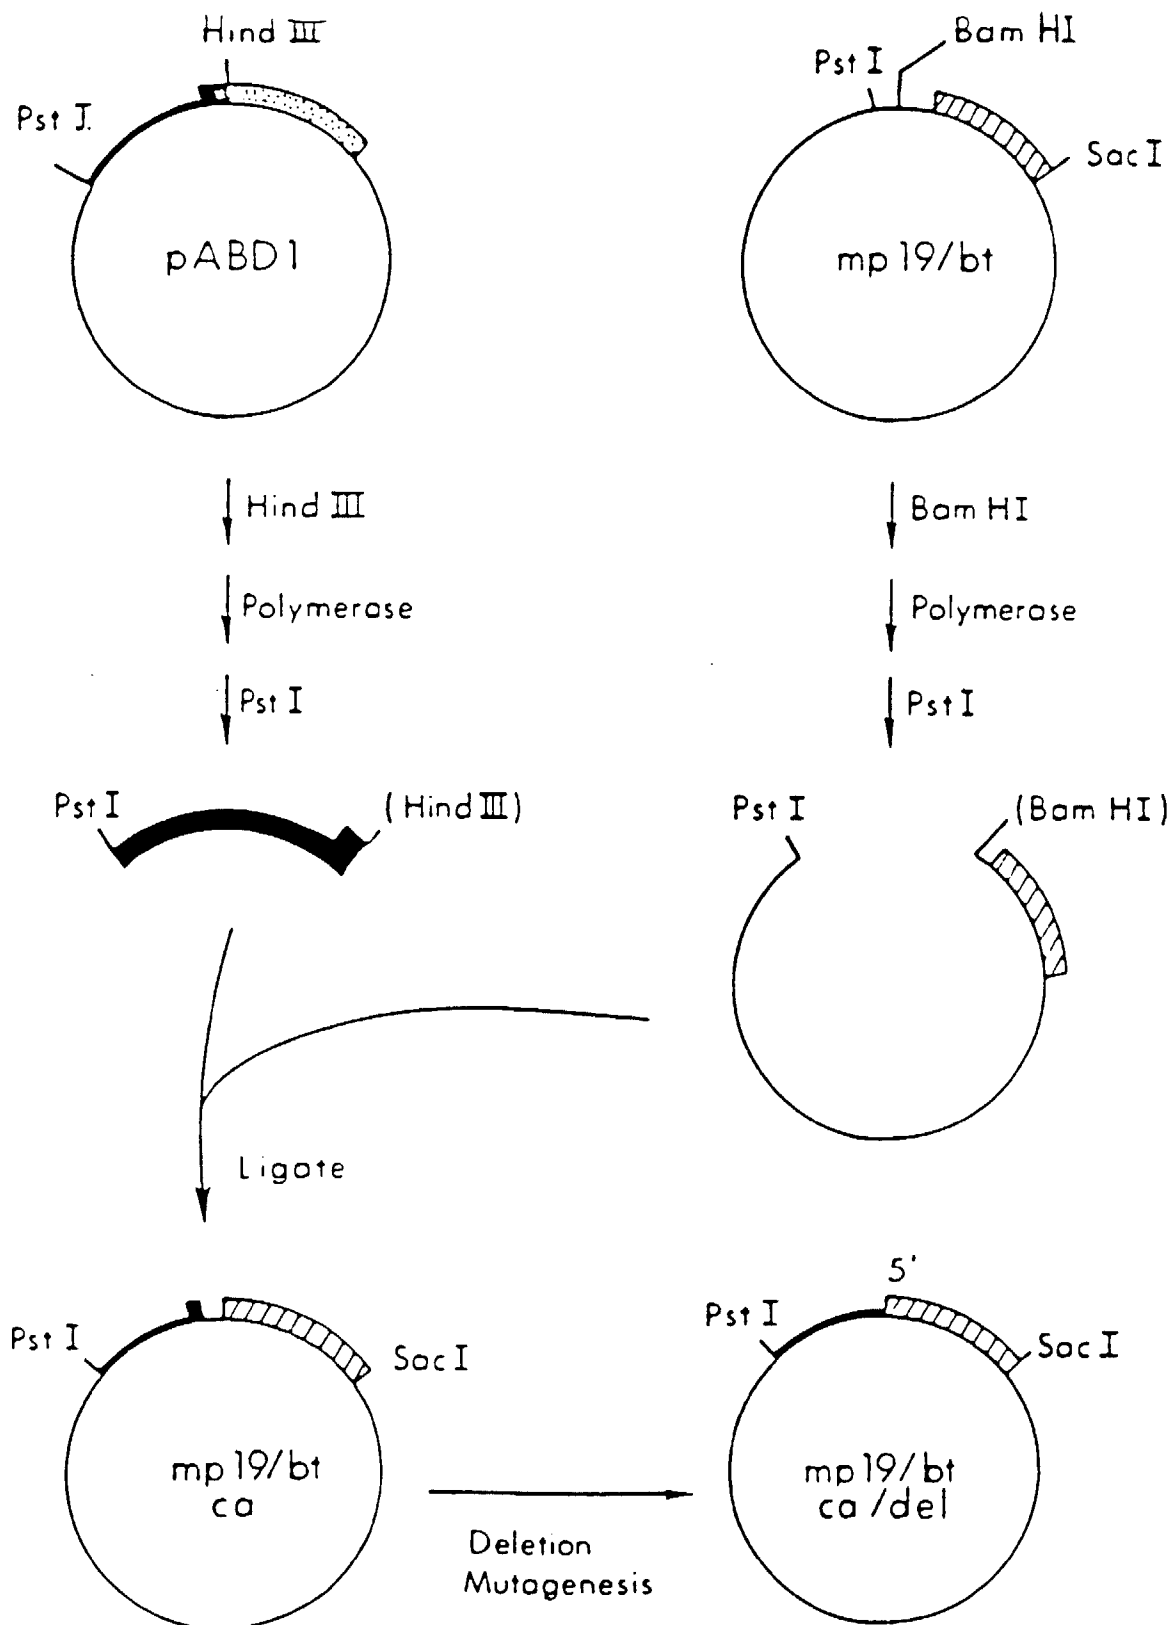 Hind III
Pst I.
pABD1
Pst I
Bam HI
Sac I
mp19/bt
Hind III
Polymerase
Pst I
Bam HI
Polymerase
Pst I
Pst I
(Hind III)
Pst I
(Bam HI)
Ligate
Pst I
Sac I
mp19/bt
ca
Deletion
Mutagenesis
5'
Pst I
Sac I
mp19/bt
ca/del